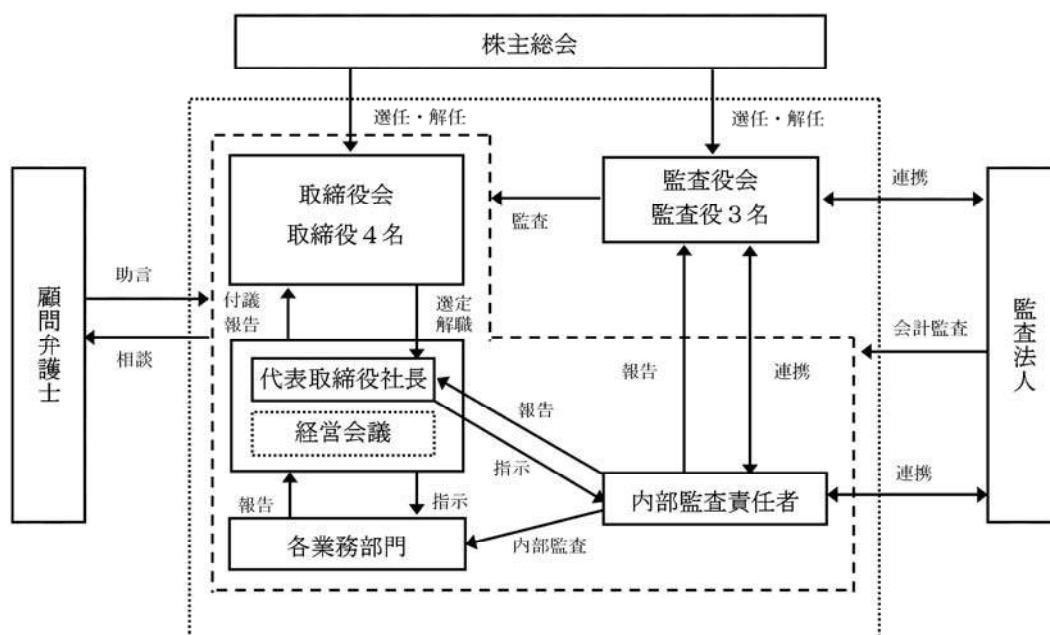 株主総会
選任・解任
選任・解任
取締役会
取締役４名
監査役会
監査役３名
連携
監査
顧問弁護士
助言
相談
付議
報告
選定
解職
監査法人
会計監査
代表取締役社長
経営会議
報告
指示
報告
連携
内部監査責任者
連携
報告
指示
各業務部門
内部監査